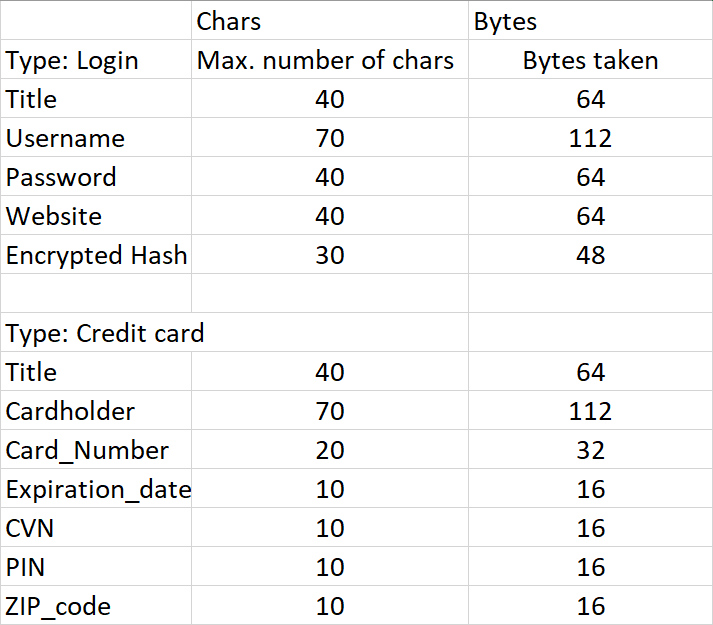 Chars Bytes
Type: Login Max. number of chars Bytes taken
Title 40 64
Username 70 112
Password 40 64
Website 40 64
Encrypted Hash 30 48
Type: Credit card
Title 40 64
Cardholder 70 112
Card_Number 20 32
Expiration_date 10 16
CVN 10 16
PIN 10 16
ZIP_code 10 16